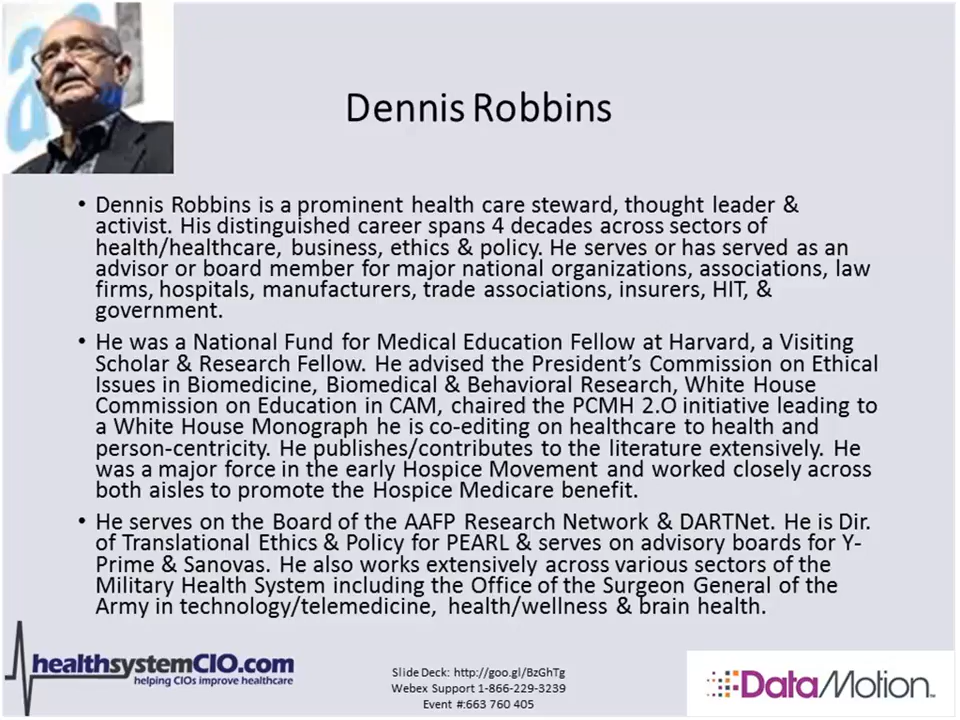 Dennis Robbins
• Dennis Robbins is a prominent health care steward, thought leader &
activist. His distinguished career spans 4 decades across sectors of
health/healthcare, business, ethics & policy. He serves or has served as an
advisor or board member for major national organizations, associations, law
firms, hospitals, manufacturers, trade associations, insurers, HIT, &
government.
• He was a National Fund for Medical Education Fellow at Harvard, a Visiting
Scholar & Research Fellow. He advised the President’s Commission on Ethical
Issues in Biomedicine, Biomedical & Behavioral Research, White House
Commission on Education in CAM, chaired the PCMH 2.O initiative leading to
a White House Monograph he is co-editing on healthcare to health and
person-centricity. He publishes/contributes to the literature extensively. He
was a major force in the early Hospice Movement and worked closely across
both aisles to promote the Hospice Medicare benefit.
• He serves on the Board of the AAFP Research Network & DARTNet. He is Dir.
of Translational Ethics & Policy for PEARL & serves on advisory boards for Y-
Prime & Sanovas. He also works extensively across various sectors of the
Military Health System including the Office of the Surgeon General of the
Army in technology/telemedicine, health/wellness & brain health.
healthsystemCIO.com
helping CIOs improve healthcare
Slide Deck: http://goo.gl/BzGhTg
Webex Support 1-866-229-3239
Event #:663 760 405
DataMotion